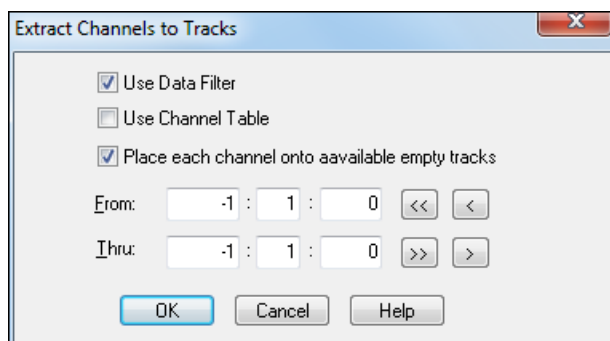 Extract Channels to Tracks
Use Data Filter
Use Channel Table
Place each channel onto aavailable empty tracks
From: -1 : 1 : 0 << <
Thru: -1 : 1 : 0 >> >
OK Cancel Help